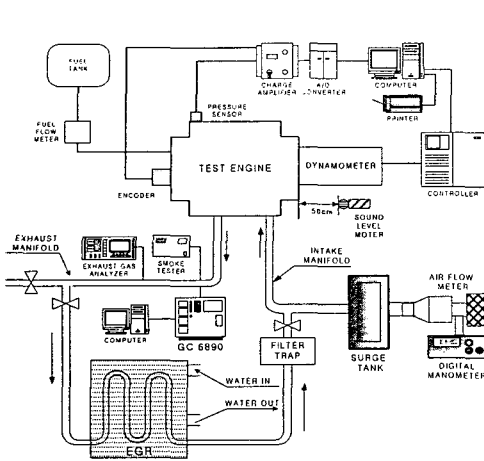 FUEL
TANK
FUEL
FLOW
METER
PRESSURE
SENSOR
CHARGE
AMPLIFIER
A/D
CONVERTER
COMPUTER
PRINTER
TEST ENGINE
DYNAMOMETER
CONTROLLER
ENCODER
50cm
SOUND
LEVEL
MOTER
EXHAUST
MANIFOLD
EXHAUST GAS
ANALYZER
SMOKE
TESTER
INTAKE
MANIFOLD
AIR FLOW
METER
COMPUTER
GC 6890
FILTER
TRAP
SURGE
TANK
DIGITAL
MANOMETER
WATER IN
WATER OUT
EGR